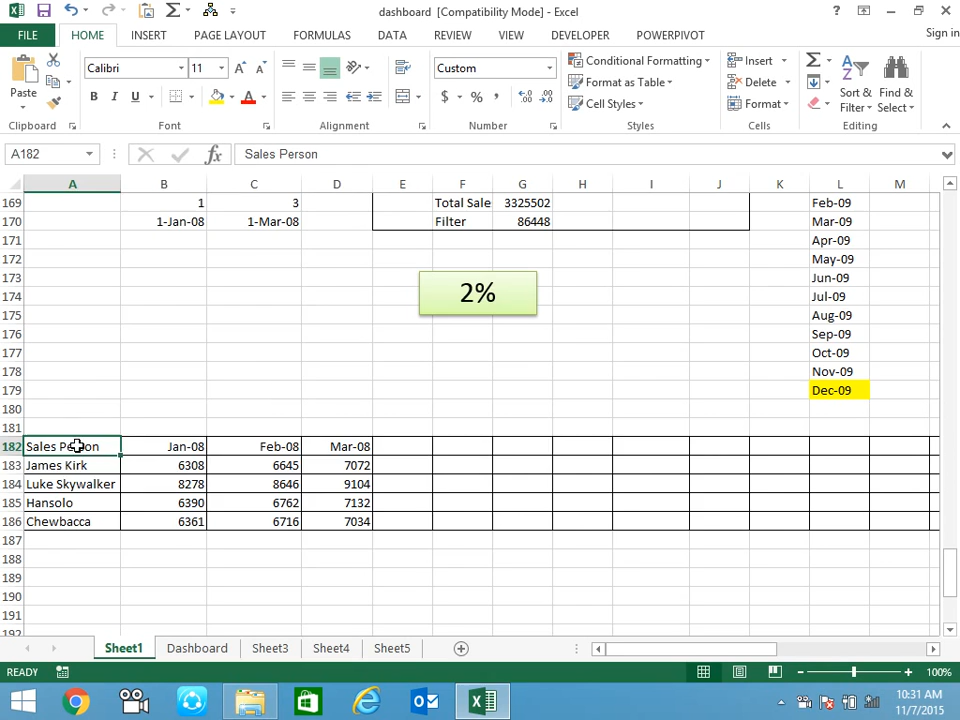 dashboard [Compatibility Mode] - Excel
?
Sign in
FILE HOME INSERT PAGE LAYOUT FORMULAS DATA REVIEW VIEW DEVELOPER POWERPIVOT
Paste
Calibri 11 A A
B I U A
Custom
$ % , .0 .00 .00 .0
Conditional Formatting
Format as Table
Cell Styles
Insert
Delete
Format
Sort & Filter
Find & Select
Clipboard Font Alignment Number Styles Cells Editing
A182 fx Sales Person
A B C D E F G H I J K L M
169 1 3 Total Sale 3325502 Feb-09
170 1-Jan-08 1-Mar-08 Filter 86448 Mar-09
171 Apr-09
172 May-09
173 Jun-09
2%
174 Jul-09
175 Aug-09
176 Sep-09
177 Oct-09
178 Nov-09
179 Dec-09
180
181
182 Sales Person Jan-08 Feb-08 Mar-08
183 James Kirk 6308 6645 7072
184 Luke Skywalker 8278 8646 9104
185 Hansolo 6390 6762 7132
186 Chewbacca 6361 6716 7034
187
188
189
190
191
192
Sheet1 Dashboard Sheet3 Sheet4 Sheet5
READY 100%
10:31 AM
11/7/2015